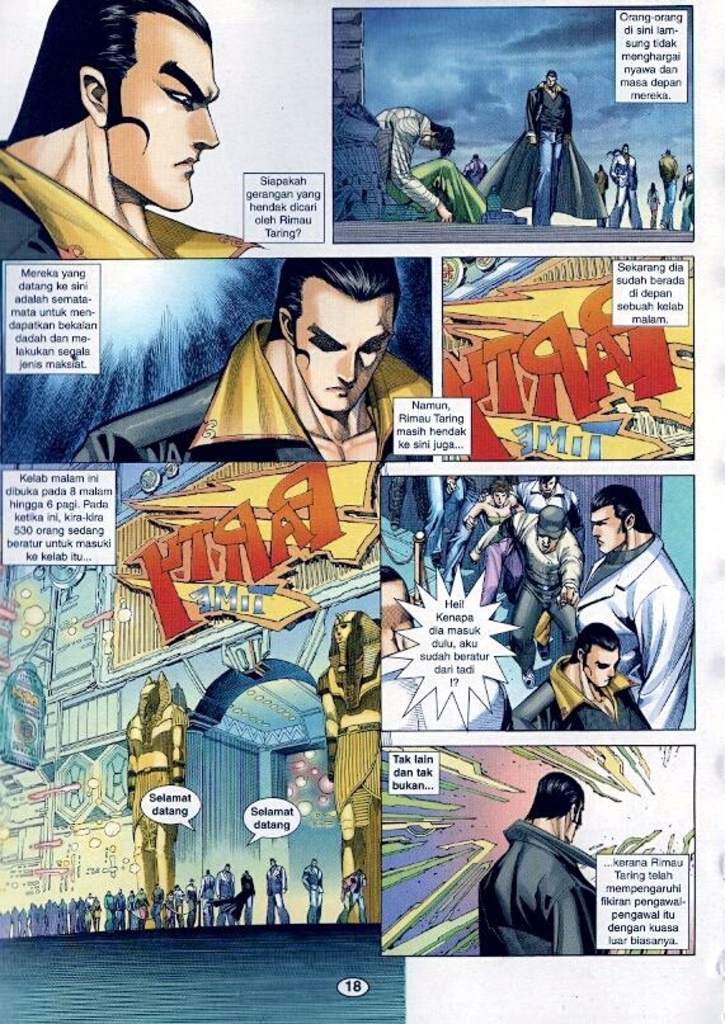 Orang-orang
di sini lam-
sung tidak
menghargai
nyawa dan
masa depan
mereka.
Siapakah
gerangan yang
hendak dicari
oleh Rimau
Taring?
Mereka yang
datang ke sini
adalah semata-
mata untuk men-
dapatkan bekalan
dadah dan me-
lakukan segala
jenis maksiat.
Namun,
Rimau Taring
masih hendak
ke sini juga...
Sekarang dia
sudah berada
di depan
sebuah kelab
malam.
PARTY
TIME
Kelab malam ini
dibuka pada 8 malam
hingga 6 pagi. Pada
ketika ini, kira-kira
530 orang sedang
beratur untuk masuki
ke kelab itu...
PARTY
TIME
Selamat
datang
Selamat
datang
Hei!
Kenapa
dia masuk
dulu, aku
sudah beratur
dari tadi
!?
Tak lain
dan tak
bukan...
...kerana Rimau
Taring telah
mempengaruhi
fikiran pengawal-
pengawal itu
dengan kuasa
luar biasanya.
18